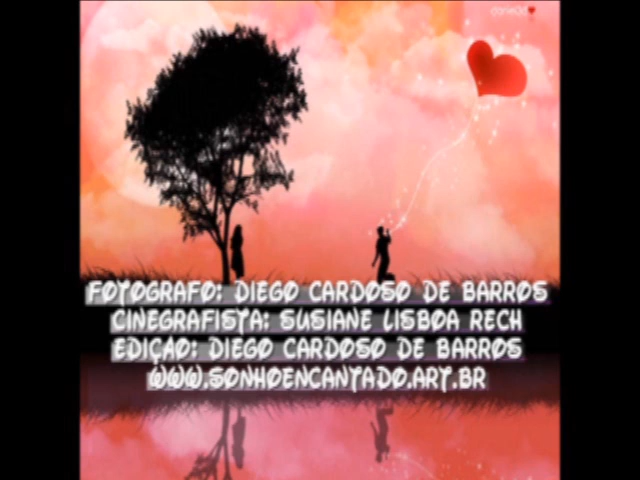 FOTOGRAFO: DIEGO CARDOSO DE BARROS
CINEGRAFISTA: SUSIANE LISBOA RECH
EDIÇÃO: DIEGO CARDOSO DE BARROS
WWW.SONHOENCANTADO.ART.BR